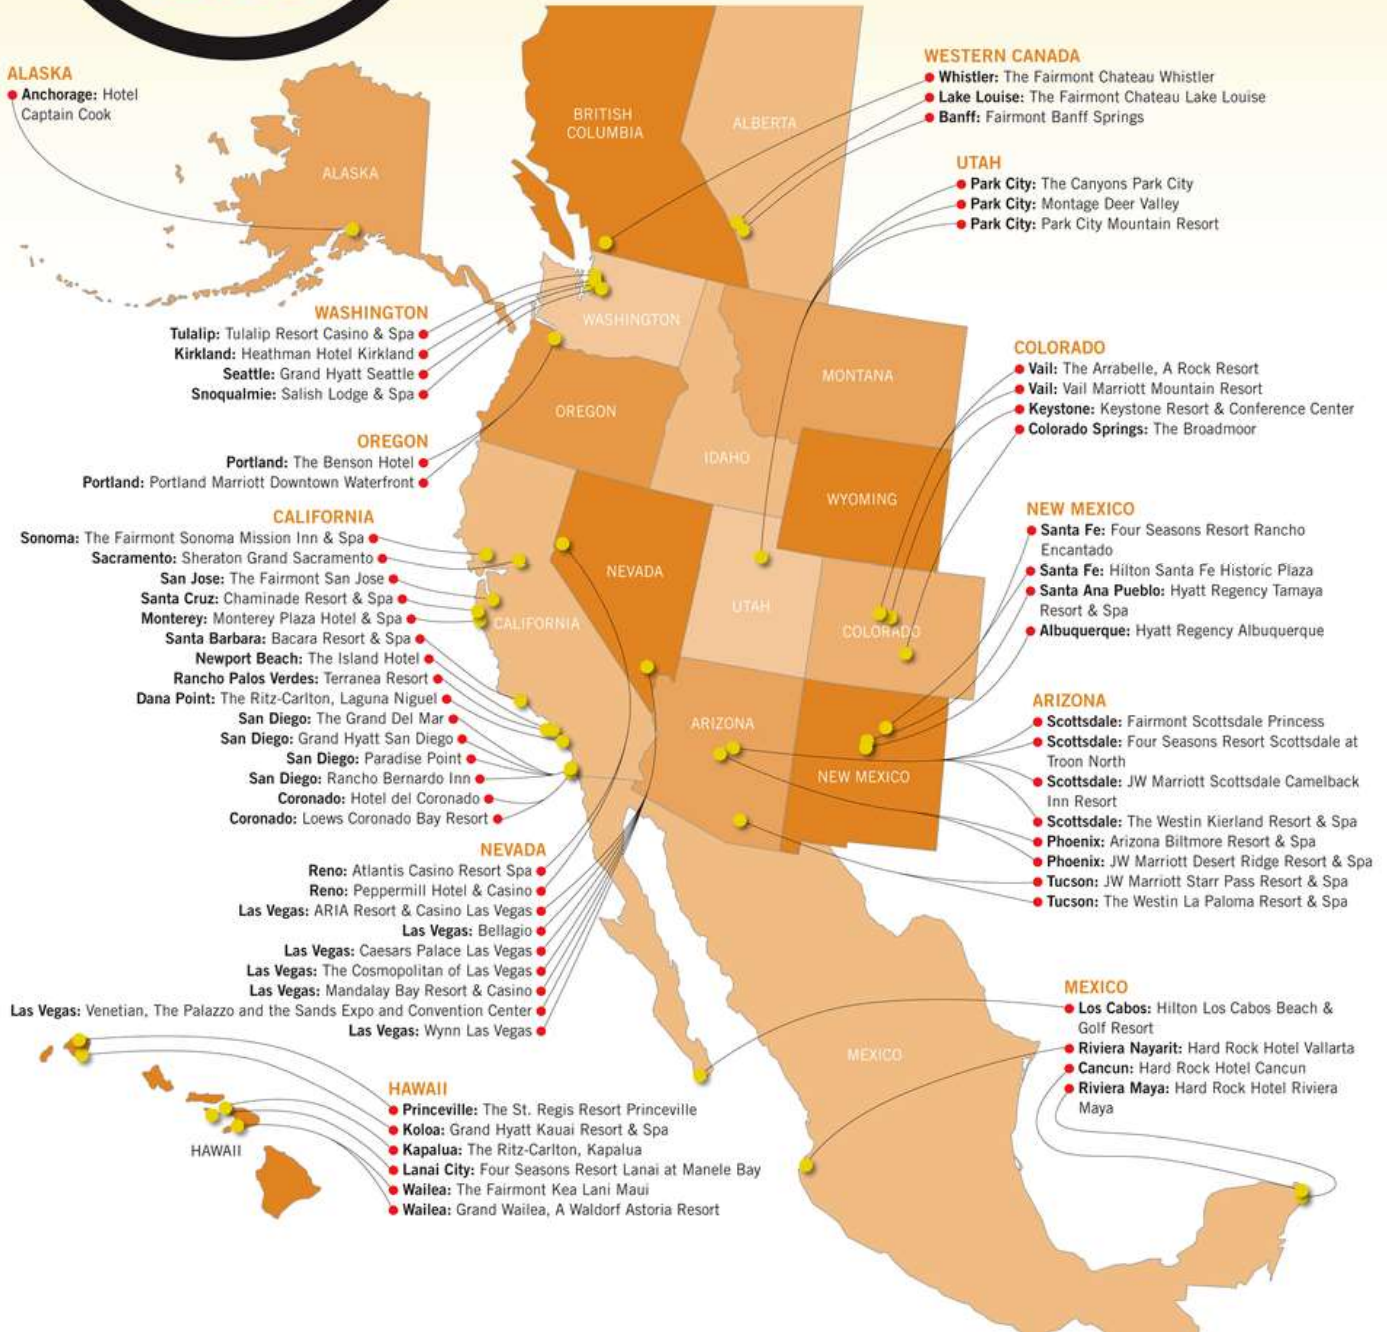 ALASKA
Anchorage: Hotel
Captain Cook
WASHINGTON
Tulalip: Tulalip Resort Casino & Spa
Kirkland: Heathman Hotel Kirkland
Seattle: Grand Hyatt Seattle
Snoqualmie: Salish Lodge & Spa
OREGON
Portland: The Benson Hotel
Portland: Portland Marriott Downtown Waterfront
CALIFORNIA
Sonoma: The Fairmont Sonoma Mission Inn & Spa
Sacramento: Sheraton Grand Sacramento
San Jose: The Fairmont San Jose
Santa Cruz: Chaminade Resort & Spa
Monterey: Monterey Plaza Hotel & Spa
Santa Barbara: Bacara Resort & Spa
Newport Beach: The Island Hotel
Rancho Palos Verdes: Terranea Resort
Dana Point: The Ritz-Carlton, Laguna Niguel
San Diego: The Grand Del Mar
San Diego: Grand Hyatt San Diego
San Diego: Paradise Point
San Diego: Rancho Bernardo Inn
Coronado: Hotel del Coronado
Coronado: Loews Coronado Bay Resort
NEVADA
Reno: Atlantis Casino Resort Spa
Reno: Peppermill Hotel & Casino
Las Vegas: ARIA Resort & Casino Las Vegas
Las Vegas: Bellagio
Las Vegas: Caesars Palace Las Vegas
Las Vegas: The Cosmopolitan of Las Vegas
Las Vegas: Mandalay Bay Resort & Casino
Las Vegas: Venetian, The Palazzo and the Sands Expo and Convention Center
Las Vegas: Wynn Las Vegas
HAWAII
Princeville: The St. Regis Resort Princeville
Koloa: Grand Hyatt Kauai Resort & Spa
Kapalua: The Ritz-Carlton, Kapalua
Lanai City: Four Seasons Resort Lanai at Manele Bay
Wailea: The Fairmont Kea Lani Maui
Wailea: Grand Wailea, A Waldorf Astoria Resort
WESTERN CANADA
Whistler: The Fairmont Chateau Whistler
Lake Louise: The Fairmont Chateau Lake Louise
Banff: Fairmont Banff Springs
UTAH
Park City: The Canyons Park City
Park City: Montage Deer Valley
Park City: Park City Mountain Resort
COLORADO
Vail: The Arrabelle, A Rock Resort
Vail: Vail Marriott Mountain Resort
Keystone: Keystone Resort & Conference Center
Colorado Springs: The Broadmoor
NEW MEXICO
Santa Fe: Four Seasons Resort Rancho
Encantado
Santa Fe: Hilton Santa Fe Historic Plaza
Santa Ana Pueblo: Hyatt Regency Tamaya
Resort & Spa
Albuquerque: Hyatt Regency Albuquerque
ARIZONA
Scottsdale: Fairmont Scottsdale Princess
Scottsdale: Four Seasons Resort Scottsdale at
Troon North
Scottsdale: JW Marriott Scottsdale Camelback
Inn Resort
Scottsdale: The Westin Kierland Resort & Spa
Phoenix: Arizona Biltmore Resort & Spa
Phoenix: JW Marriott Desert Ridge Resort & Spa
Tucson: JW Marriott Starr Pass Resort & Spa
Tucson: The Westin La Paloma Resort & Spa
MEXICO
Los Cabos: Hilton Los Cabos Beach &
Golf Resort
Riviera Nayarit: Hard Rock Hotel Vallarta
Cancun: Hard Rock Hotel Cancun
Riviera Maya: Hard Rock Hotel Riviera
Maya
ALASKA
BRITISH
COLUMBIA
ALBERTA
WASHINGTON
MONTANA
OREGON
IDAHO
WYOMING
NEVADA
UTAH
COLORADO
CALIFORNIA
ARIZONA
NEW MEXICO
MEXICO
HAWAII